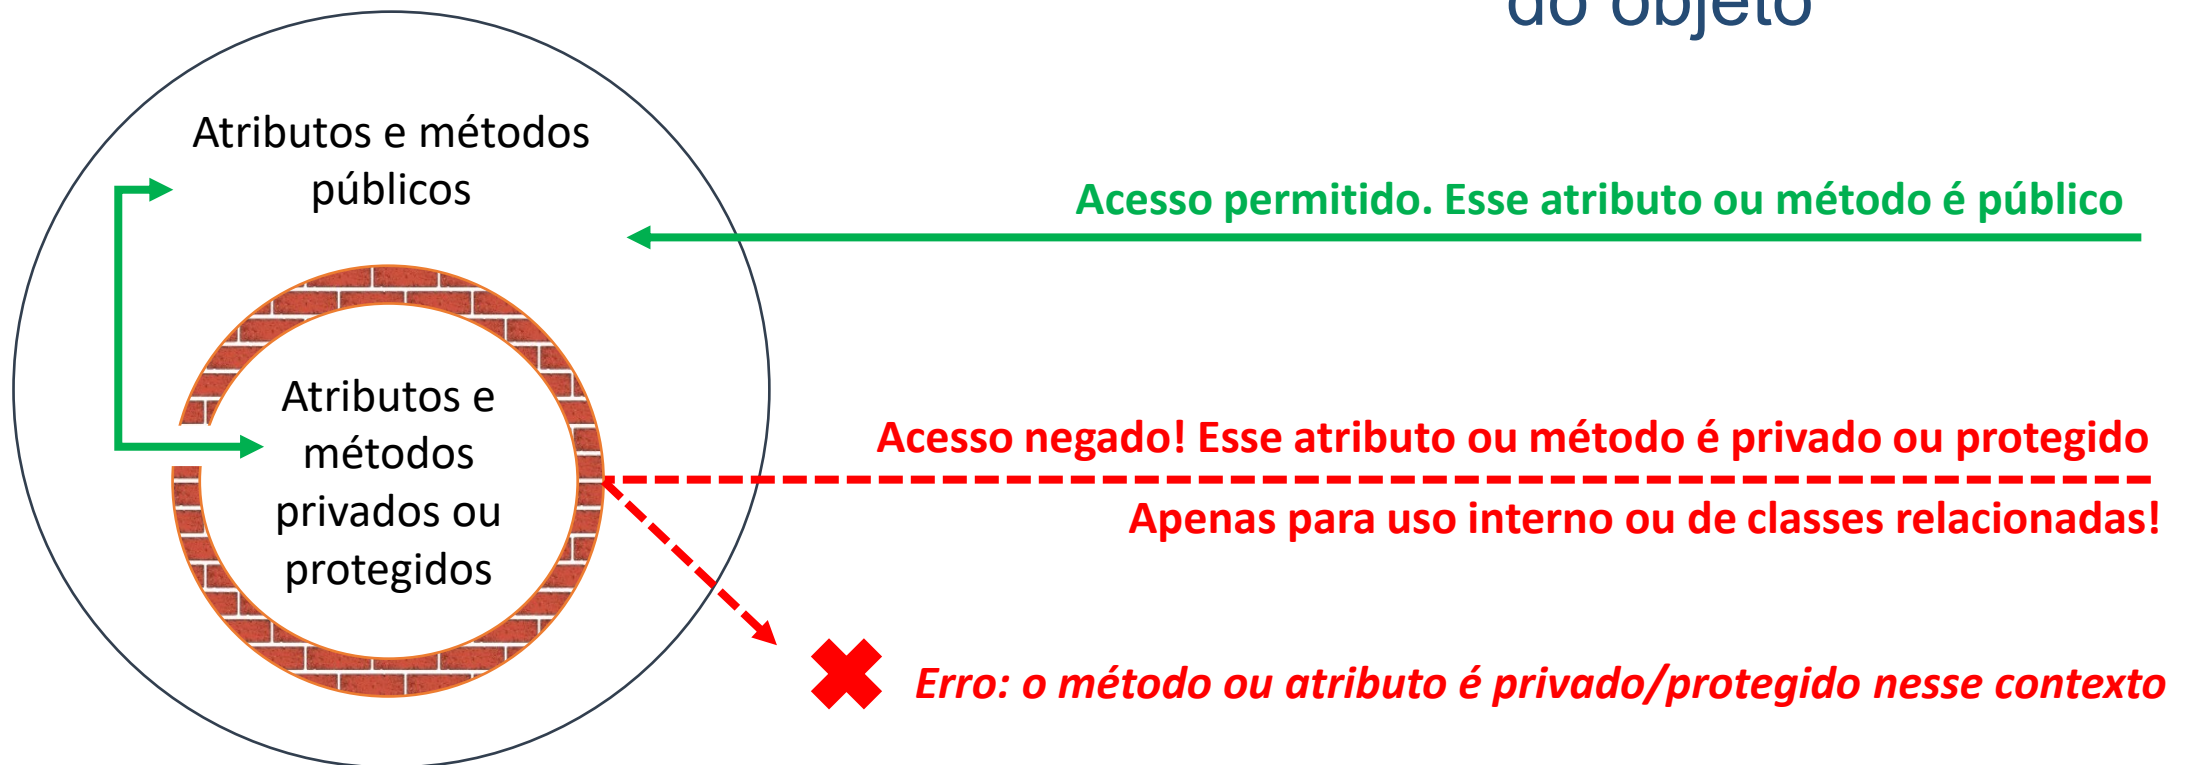 do objeto
Atributos e métodos
públicos
Acesso permitido. Esse atributo ou método é público
Atributos e
métodos
privados ou
protegidos
Acesso negado! Esse atributo ou método é privado ou protegido
Apenas para uso interno ou de classes relacionadas!
Erro: o método ou atributo é privado/protegido nesse contexto